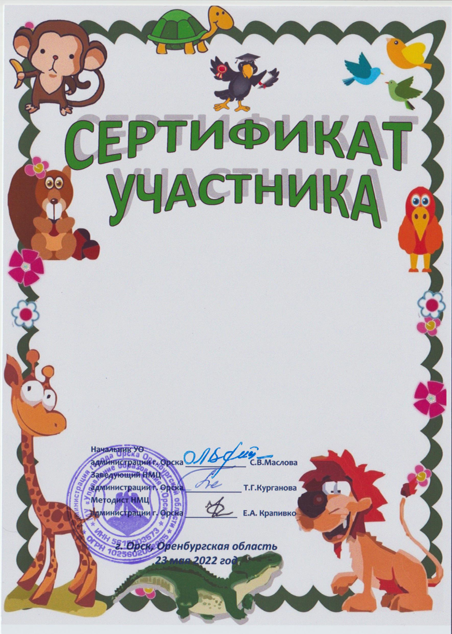 СЕРТИФИКАТ
УЧАСТНИКА
Начальник УО
администрации г. Орска С.В.Маслова
Заведующий НМЦ
администрации г. Орска Т.Г.Курганова
Методист НМЦ
администрации г. Орска Е.А. Крапивко
г. Орск, Оренбургская область
23 мая 2022 год